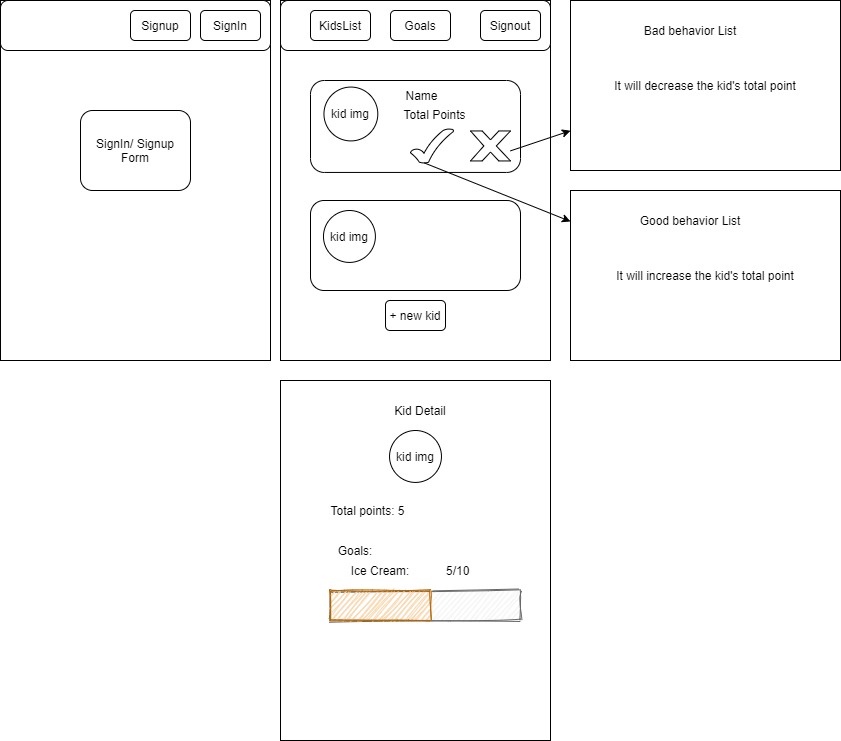 Signup
SignIn
SignIn/ Signup
Form
KidsList
Goals
Signout
kid img
Name
Total Points
kid img
+ new kid
Bad behavior List
It will decrease the kid's total point
Good behavior List
It will increase the kid's total point
Kid Detail
kid img
Total points: 5
Goals:
Ice Cream: 5/10